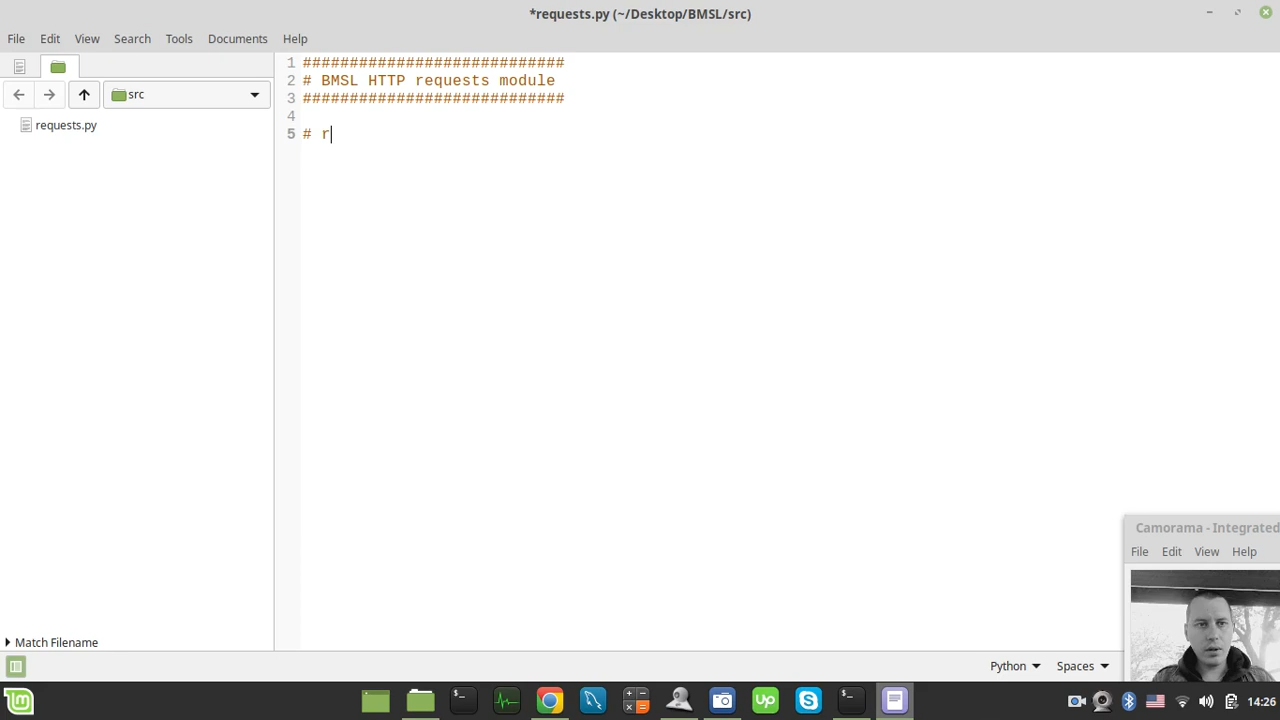 *requests.py (~/Desktop/BMSL/src)
File Edit View Search Tools Documents Help
src
requests.py
1 ############################
2 # BMSL HTTP requests module
3 ############################
4
5 # r
Match Filename
Python Spaces
Camorama - Integrated
File Edit View Help
Up
14:26